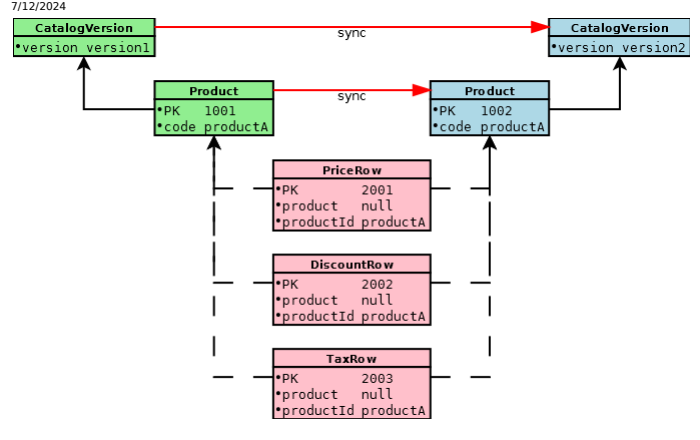 7/12/2024
CatalogVersion
•version version1
sync
CatalogVersion
•version version2
Product
•PK 1001
•code productA
sync
Product
•PK 1002
•code productA
PriceRow
•PK 2001
•product null
•productId productA
DiscountRow
•PK 2002
•product null
•productId productA
TaxRow
•PK 2003
•product null
•productId productA